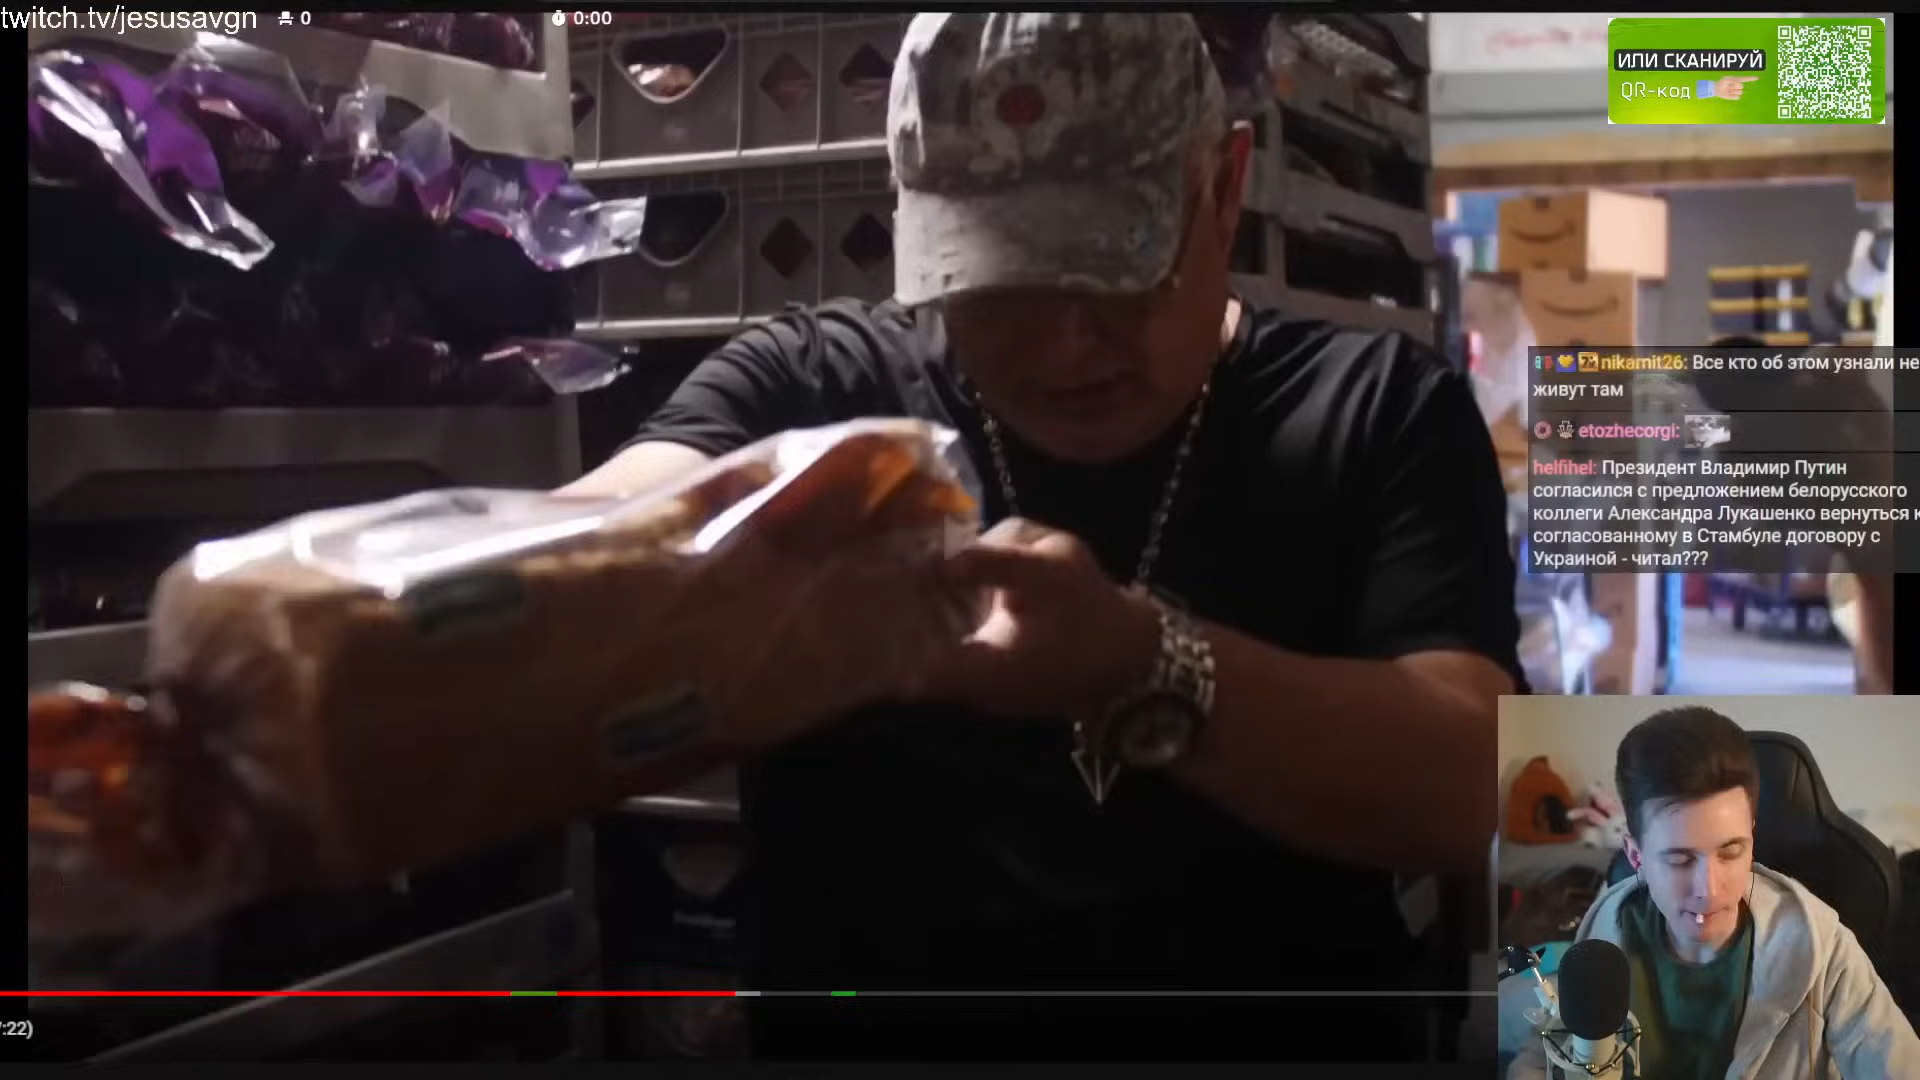 twitch.tv/jesusavgn 0 0:00
ИЛИ СКАНИРУЙ
QR-код
nikamit26: Все кто об этом узнали не
живут там
etozhecorgi:
helfihel: Президент Владимир Путин
согласился с предложением белорусского
коллеги Александра Лукашенко вернуться к
согласованному в Стамбуле договору с
Украиной - читал???
:22)